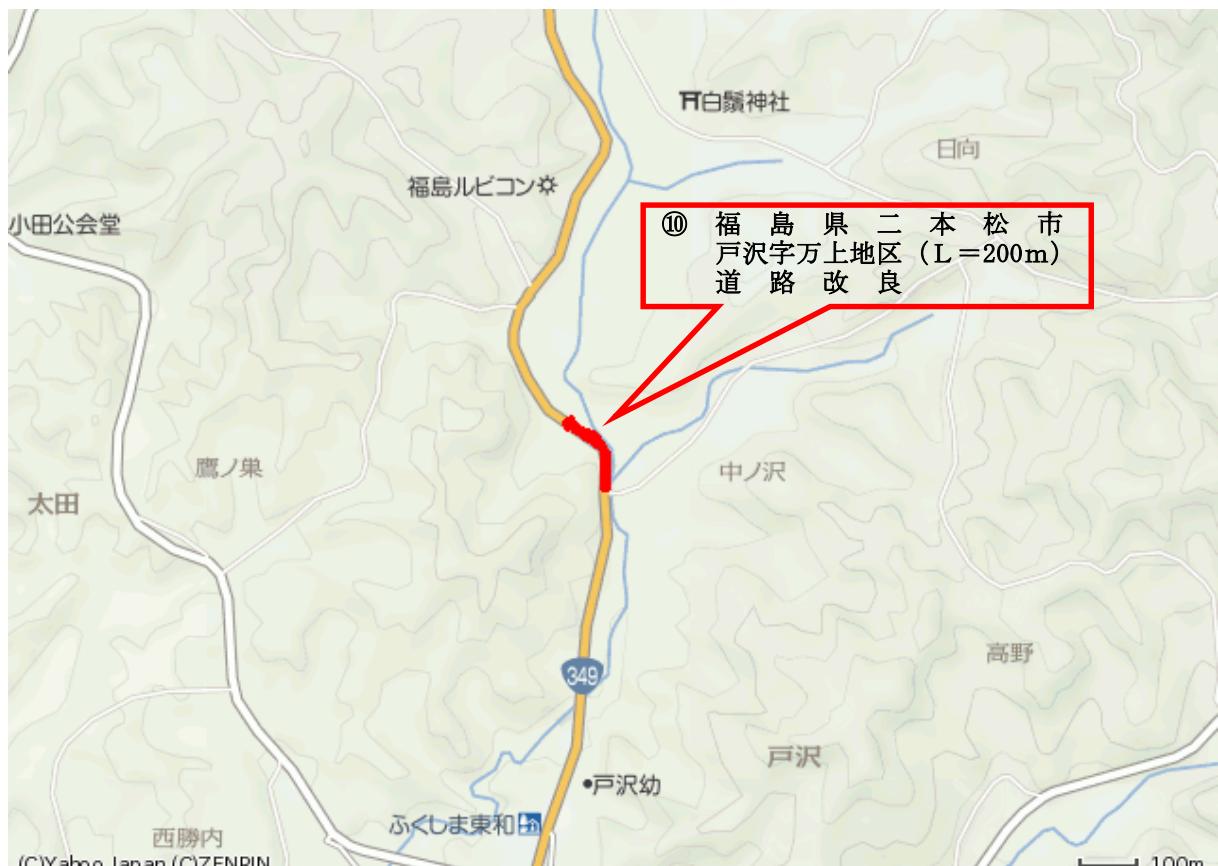 白鬚神社
日向
福島ルビコン
小田公会堂
⑩ 福島県二本松市
戸沢字万上地区(L=200m)
道路改良
鷹ノ巣
中ノ沢
太田
高野
349
戸沢
戸沢幼
ふくしま東和
西勝内
(C)Yahoo Japan,(C)ZENRIN
100m